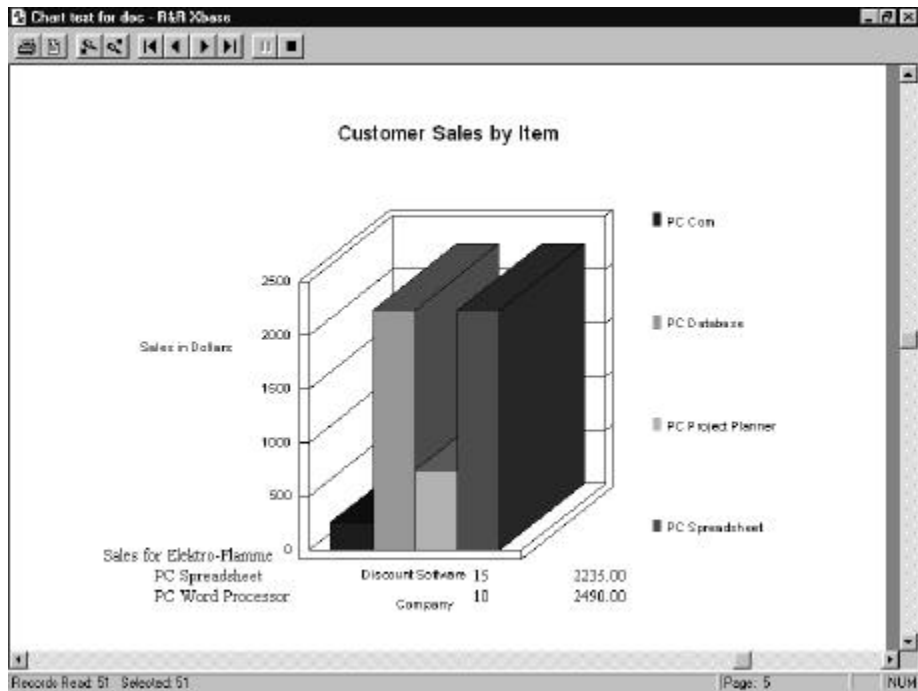 Chart test for doc - R&R Xbase
Customer Sales by Item
PC Com
2500
PC Database
2000
Sales in Dollars
1500
1000
PC Project Planner
500
PC Spreadsheet
0
Sales for Elektro-Flamme
PC Spreadsheet Discount Software 15 2235.00
PC Word Processor Company 10 2490.00
Records Read: 51 Selected: 51 Page: 5 NUM